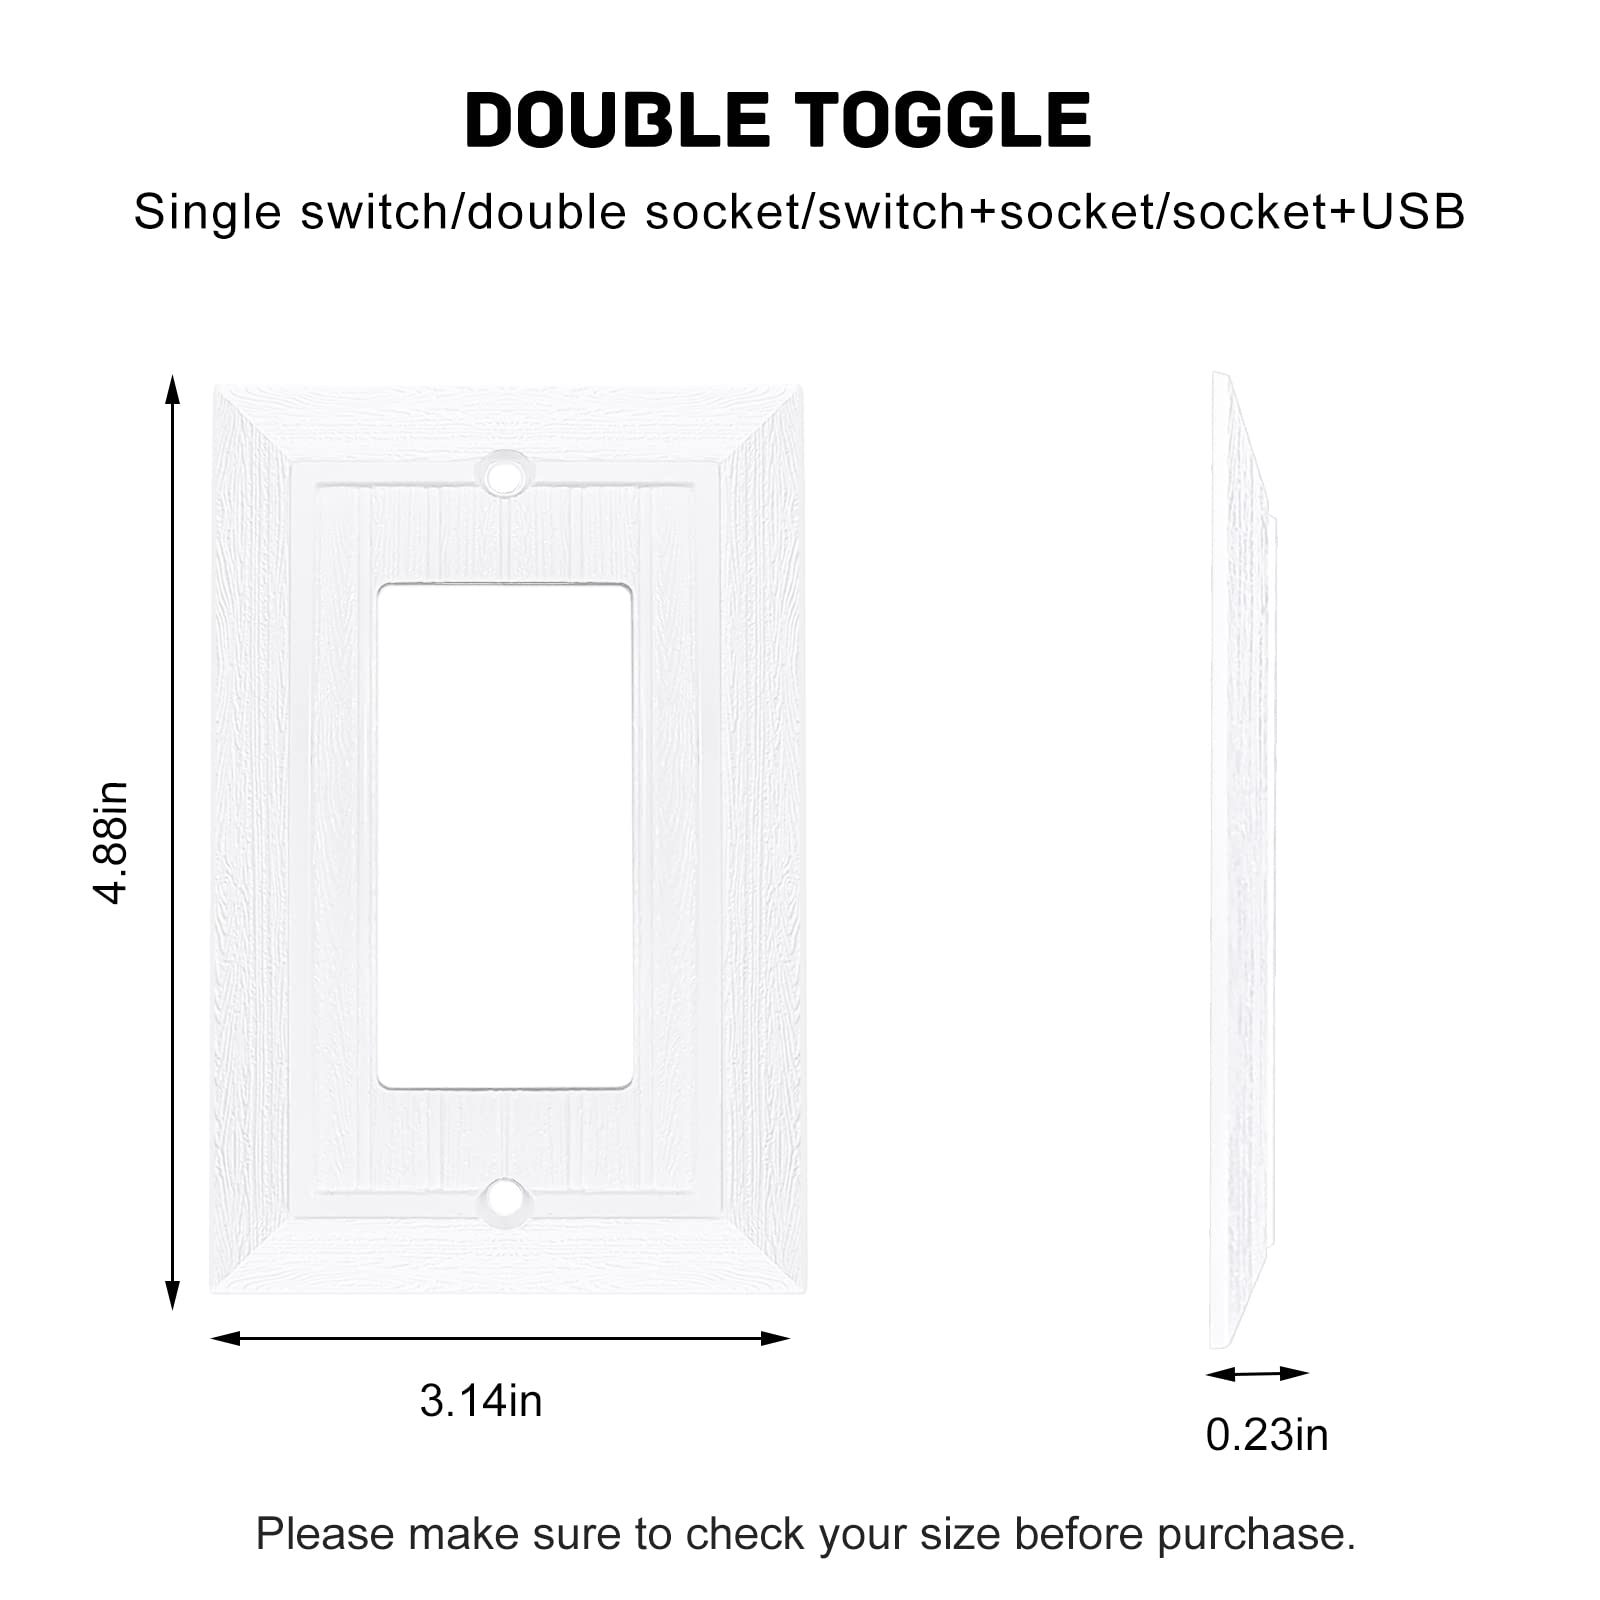 DOUBLE TOGGLE
Single switch/double socket/switch+socket/socket+USB
4.88in
3.14in
0.23in
Please make sure to check your size before purchase.